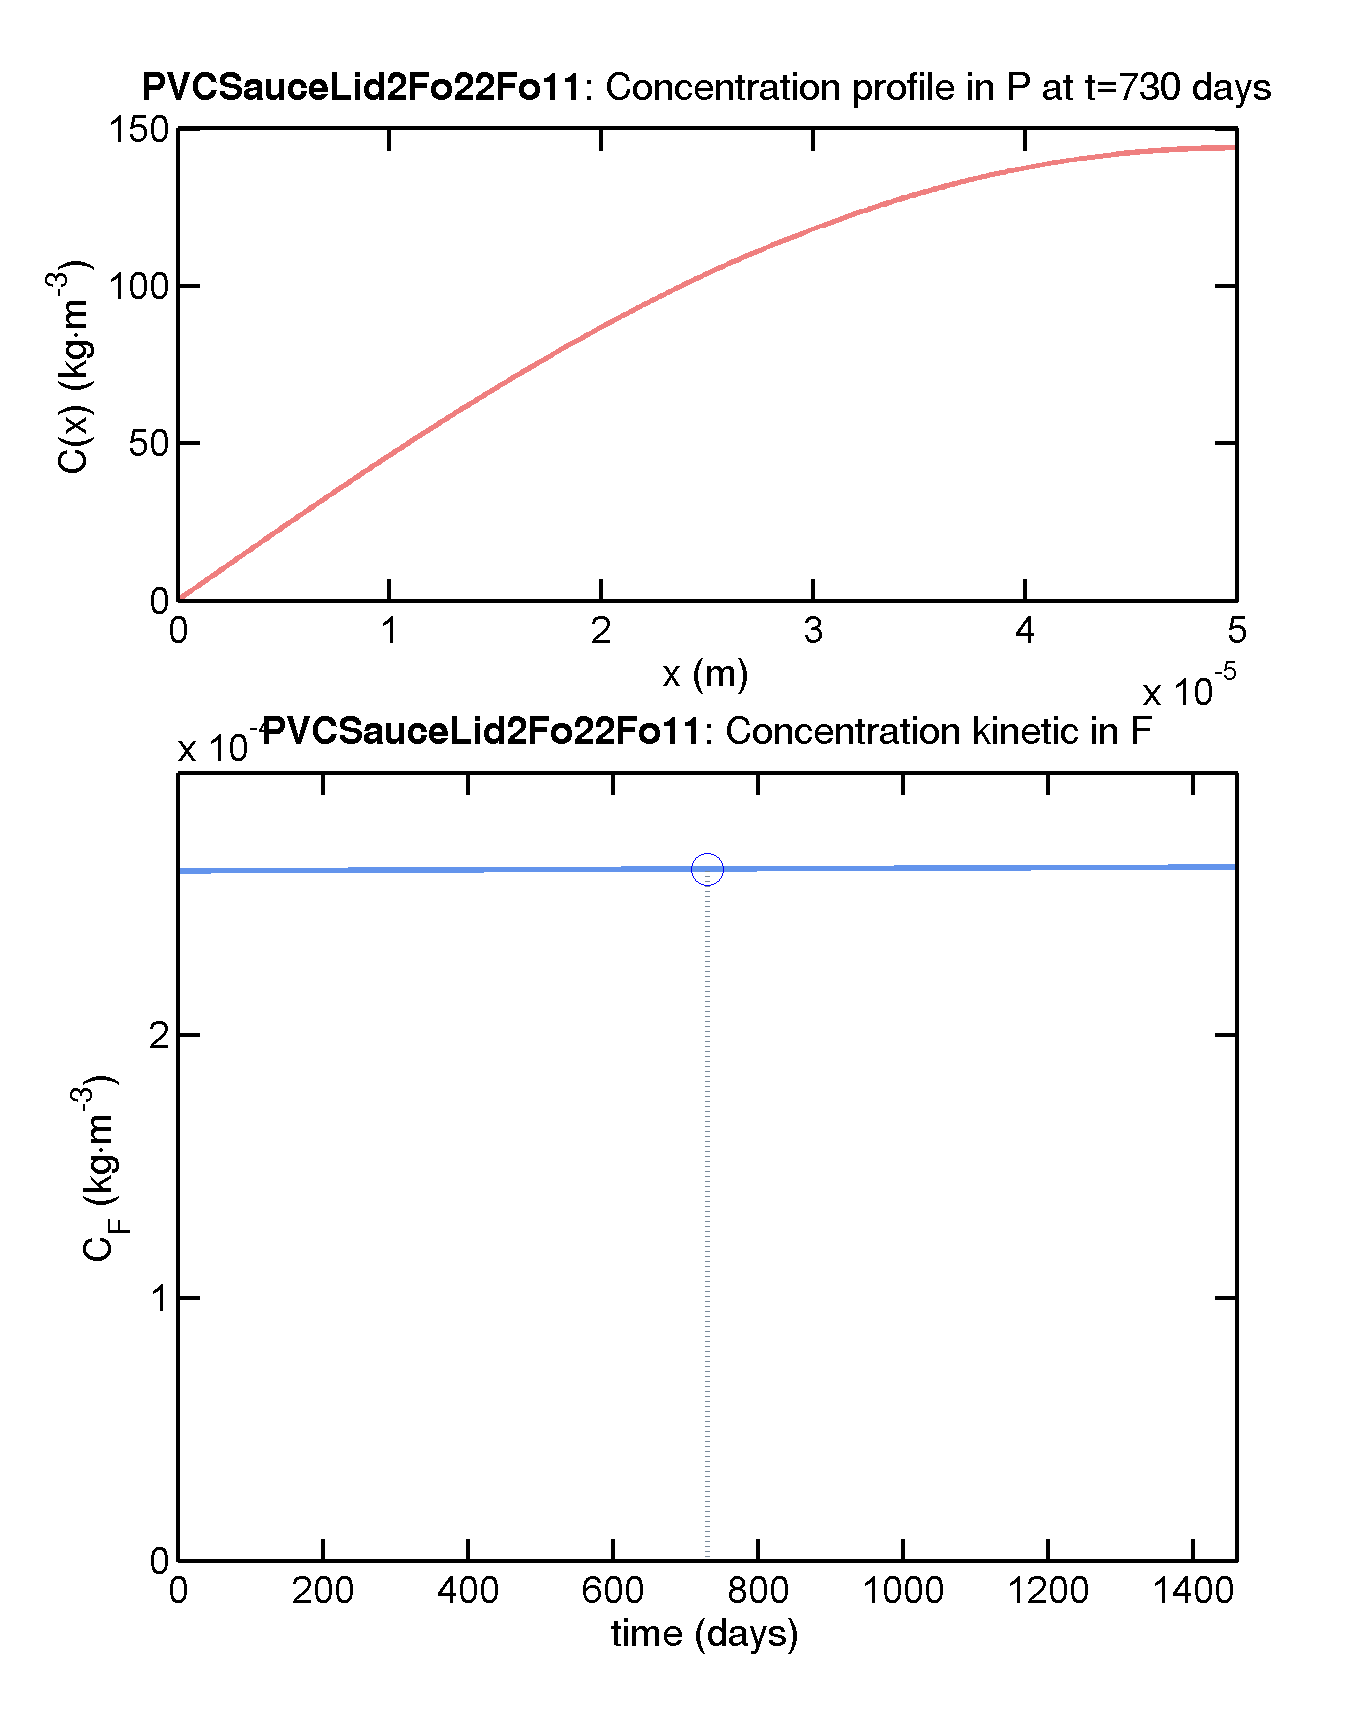 PVCSauceLid2Fo22Fo11: Concentration profile in P at t=730 days
150
100
50
0
C(x) (kg·m-3)
0 1 2 3 4 5
x (m)
x 10-5
PVCSauceLid2Fo22Fo11: Concentration kinetic in F
x 10-4
2
1
0
CF (kg·m-3)
0 200 400 600 800 1000 1200 1400
time (days)